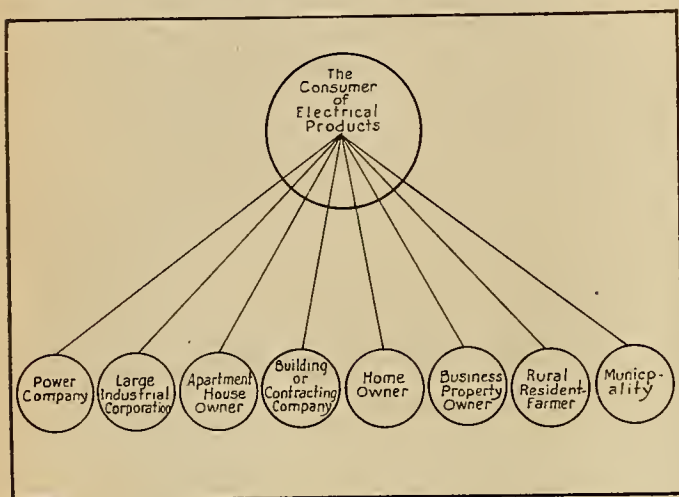 The
Consumer
of
Electrical
Products
Power
Company
Large
Industrial
Corporation
Apartment
House
Owner
Building
or
Contracting
Company
Home
Owner
Business
Property
Owner
Rural
Resident-
Farmer
Municp-
ality